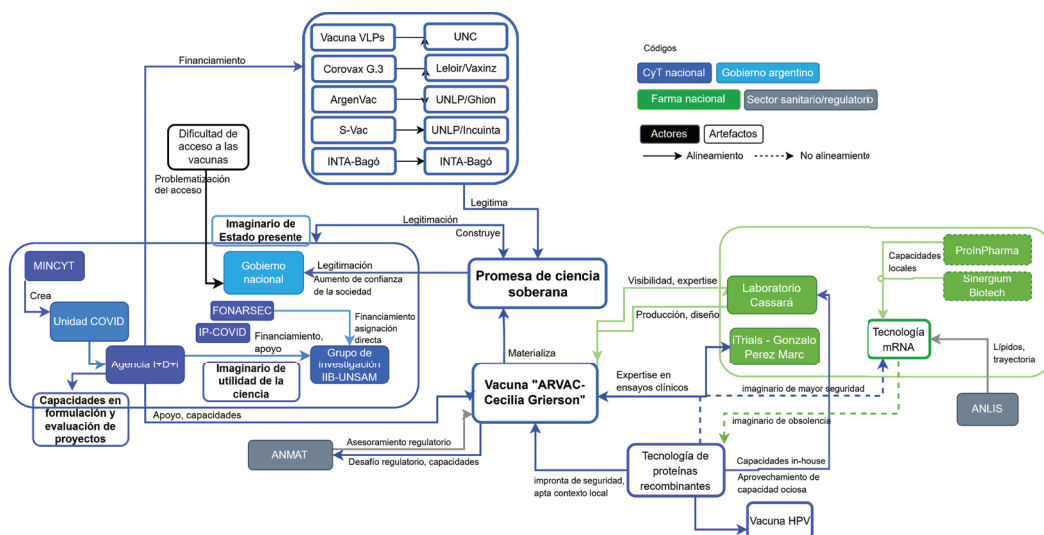 Vacuna VLPs
UNC
Corovax G.3
Leloir/Vaxinz
ArgenVac
UNLP/Ghion
S-Vac
UNLP/Incuinta
INTA-Bagó
INTA-Bagó
Financiamiento
Códigos
CyT nacional
Gobierno argentino
Farma nacional
Sector sanitario/regulatorio
Actores
Artefactos
Alineamiento
No alineamiento
Dificultad de
acceso a las
vacunas
Problematización
del acceso
Legitima
Legitimación
Construye
Imaginario de
Estado presente
MINCYT
Gobierno
nacional
Legitimación
Aumento de confianza
de la sociedad
Promesa de ciencia
soberana
Crea
Unidad COVID
FONARSEC
IP-COVID
Financiamiento
asignación
directa
Financiamiento,
apoyo
Agencia I+D+i
Grupo de
investigación
IIB-UNSAM
Imaginario de
utilidad de la
ciencia
Capacidades en
formulación y
evaluación de
proyectos
Apoyo, capacidades
Materializa
Vacuna "ARVAC-
Cecilia Grierson"
Visibilidad, expertise
Producción, diseño
Laboratorio
Cassará
iTrials - Gonzalo
Perez Marc
Expertise en
ensayos clínicos
Capacidades
locales
ProInPharma
Sinergium
Biotech
Tecnología
mRNA
Lípidos,
trayectoria
ANLIS
imaginario de mayor seguridad
imaginario de obsolencia
Asesoramiento regulatorio
ANMAT
Desafío regulatorio, capacidades
impronta de seguridad,
apta contexto local
Tecnología de
proteínas
recombinantes
Capacidades in-house
Aprovechamiento de
capacidad ociosa
Vacuna HPV